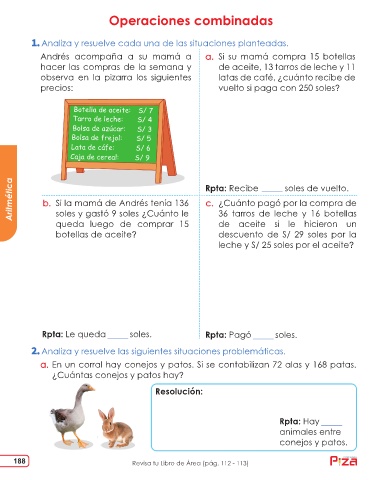 Operaciones combinadas
1. Analiza y resuelve cada una de las situaciones planteadas.
Andrés acompaña a su mamá a
hacer las compras de la semana y
observa en la pizarra los siguientes
precios:
Botella de aceite: S/ 7
Tarro de leche: S/ 4
Bolsa de azúcar: S/ 3
Bolsa de frejol: S/ 5
Lata de cáfe: S/ 6
Caja de cereal: S/ 9
a. Si su mamá compra 15 botellas
de aceite, 13 tarros de leche y 11
latas de café, ¿cuánto recibe de
vuelto si paga con 250 soles?
Rpta: Recibe _____ soles de vuelto.
Aritmética
b. Si la mamá de Andrés tenía 136
soles y gastó 9 soles ¿Cuánto le
queda luego de comprar 15
botellas de aceite?
Rpta: Le queda _____ soles.
c. ¿Cuánto pagó por la compra de
36 tarros de leche y 16 botellas
de aceite si le hicieron un
descuento de S/ 29 soles por la
leche y S/ 25 soles por el aceite?
Rpta: Pagó _____ soles.
2. Analiza y resuelve las siguientes situaciones problemáticas.
a. En un corral hay conejos y patos. Si se contabilizan 72 alas y 168 patas.
¿Cuántas conejos y patos hay?
Resolución:
Rpta: Hay _____
animales entre
conejos y patos.
188
Revisa tu Libro de Área (pág. 112 - 113)
Piza